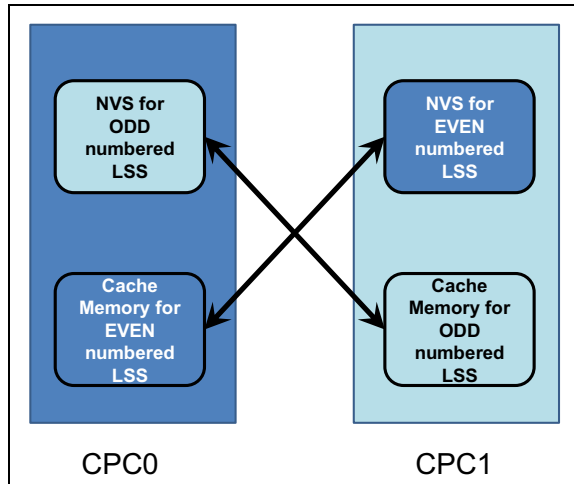 NVS for
ODD
numbered
LSS
NVS for
EVEN
numbered
LSS
Cache
Memory for
EVEN
numbered
LSS
Cache
Memory for
ODD
numbered
LSS
CPC0
CPC1